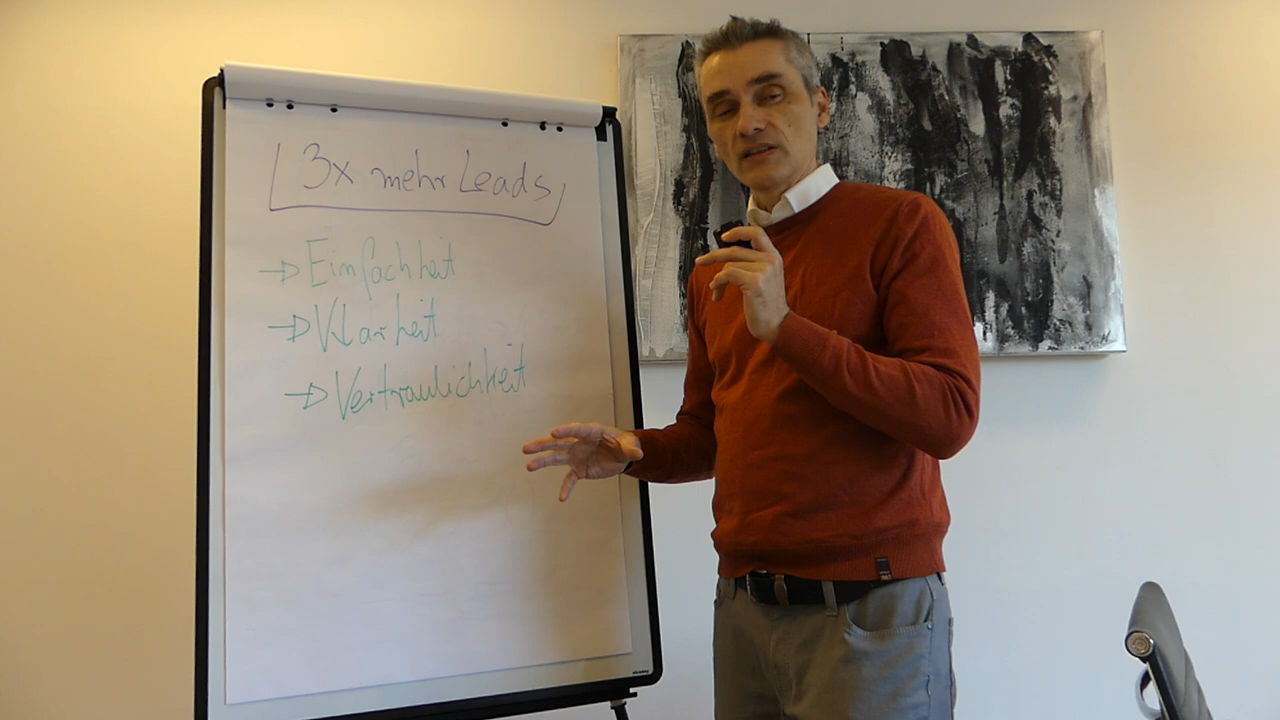 3x mehr Leads
→ Einfachheit
→ Klarheit
→ Vertraulichkeit